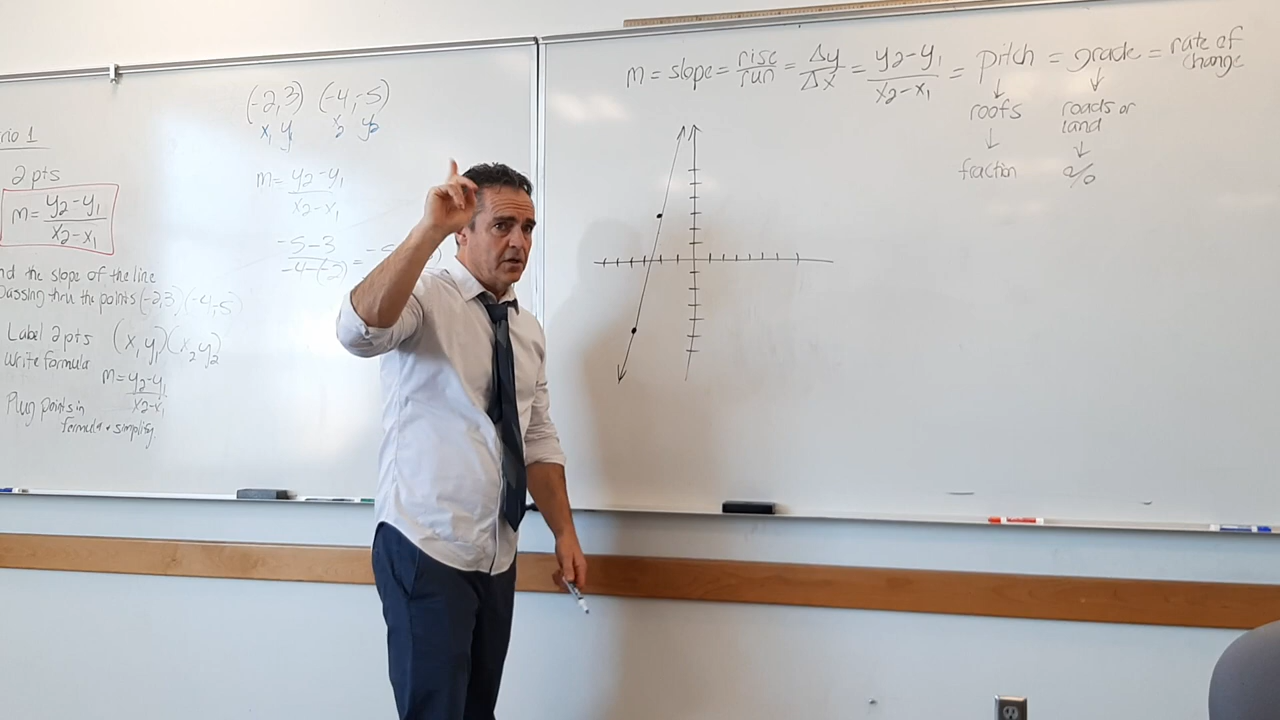 rio 1
2 pts
m = y2-y1
x2-x1
nd the slope of the line
passing thru the points (-2,3) (-4,-5)
Label 2pts (x1 y1)(x2 y2)
Write formula
m = y2-y1
x2-x1
Plug points in
formula + simplify.
(-2,3) (-4,-5)
x1 y1 x2 y2
m = y2-y1
x2-x1
-5-3
-4-(-2)
=
m = slope = rise/run = Δy/Δx = y2-y1/x2-x1 = pitch = grade = rate of
change
↓ ↓
roofs roads or
land
↓ ↓
fraction %